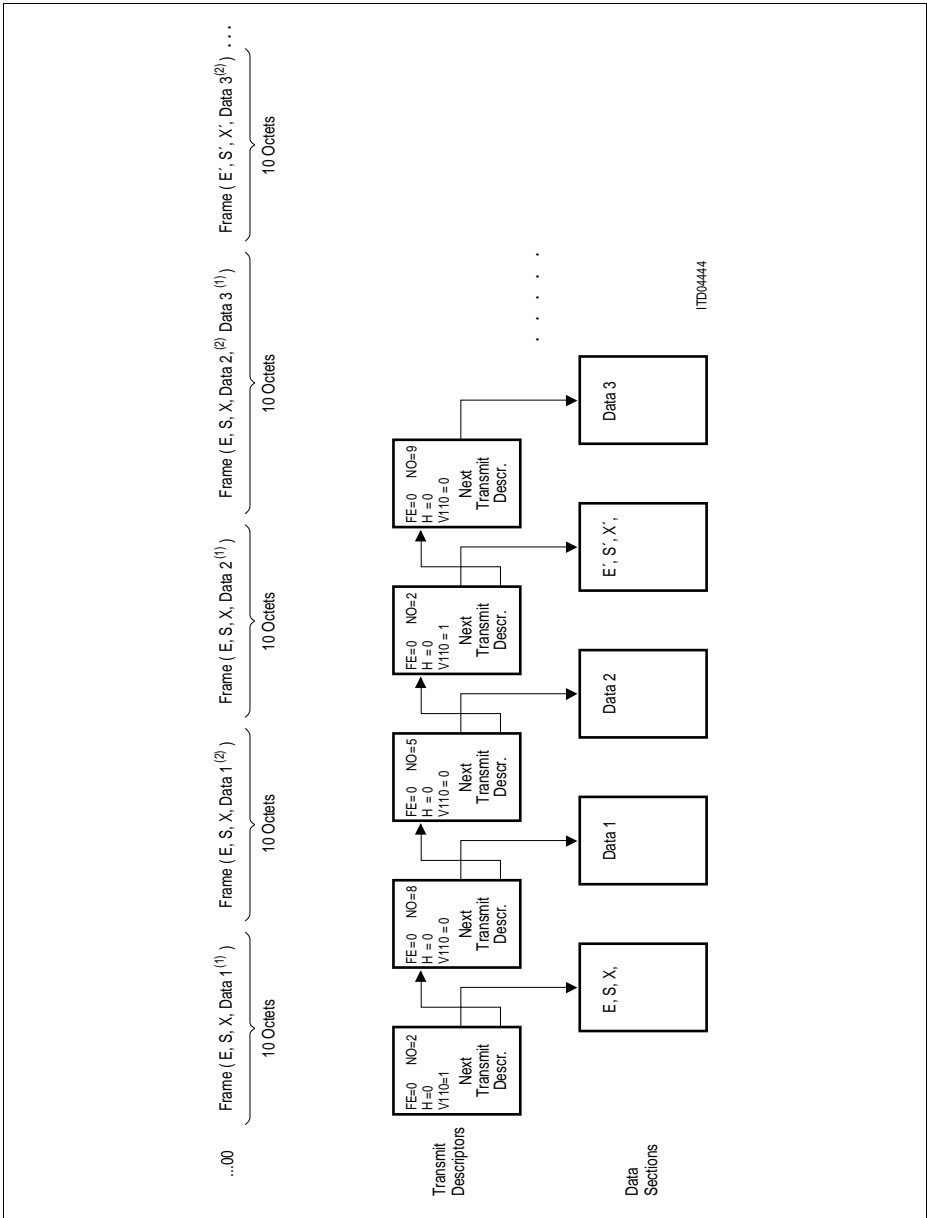 ...00
Frame ( E, S, X, Data 1(1) )
Frame ( E, S, X, Data 1(2) )
Frame ( E, S, X, Data 2(1) )
Frame ( E, S, X, Data 2,(2) Data 3 (1) )
Frame ( E´, S´, X´, Data 3(2) )
. . .
10 Octets
10 Octets
10 Octets
10 Octets
10 Octets
Transmit
Descriptors
FE=0 NO=2
H =0
V110=1
Next
Transmit
Descr.
FE=0 NO=8
H = 0
V110 = 0
Next
Transmit
Descr.
FE=0 NO=5
H = 0
V110 = 0
Next
Transmit
Descr.
FE=0 NO=2
H = 0
V110 = 1
Next
Transmit
Descr.
FE=0 NO=9
H = 0
V110 = 0
Next
Transmit
Descr.
. . . . .
Data
Sections
E, S, X,
Data 1
Data 2
E´, S´, X´,
Data 3
ITD04444